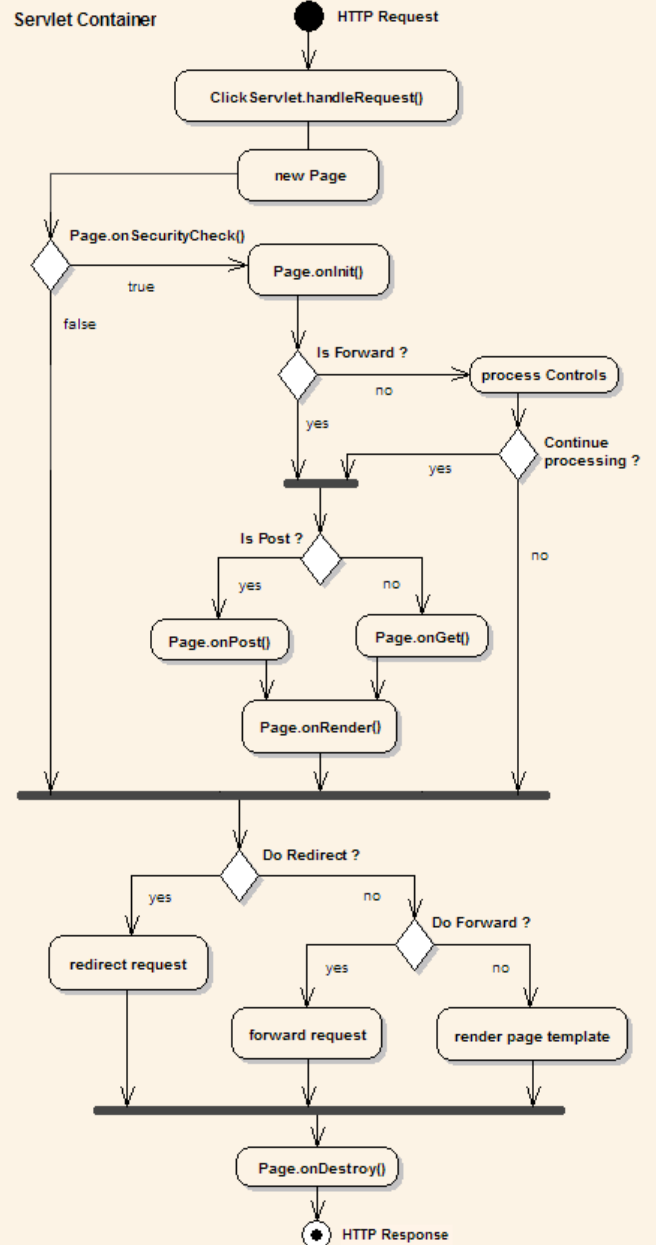 Servlet Container
HTTP Request
ClickServlet.handleRequest()
new Page
Page.onSecurityCheck()
Page.onInit()
true
false
Is Forward ?
process Controls
no
yes
Continue
processing ?
yes
Is Post ?
no
yes
no
Page.onPost()
Page.onGet()
Page.onRender()
Do Redirect ?
yes
no
Do Forward ?
redirect request
yes
no
forward request
render page template
Page.onDestroy()
HTTP Response